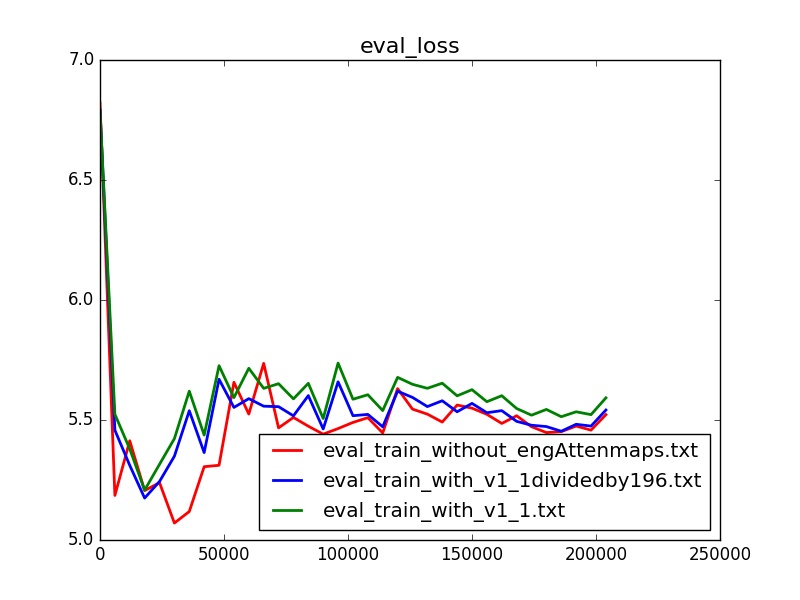 eval_loss
7.0
6.5
6.0
5.5
5.0
eval_train_without_engAttenmaps.txt
eval_train_with_v1_1dividedby196.txt
eval_train_with_v1_1.txt
0 50000 100000 150000 200000 250000